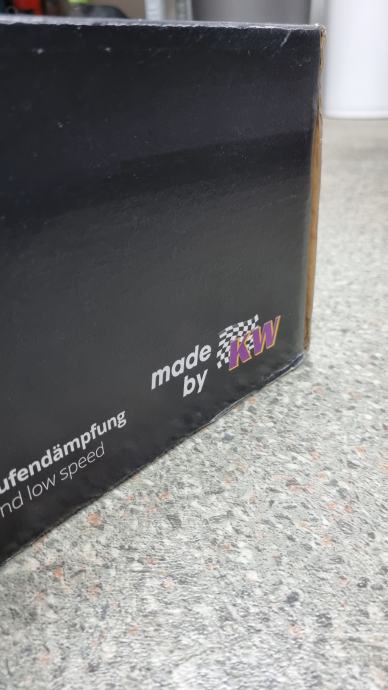 made
by
KW
ufendämpfung
nd low speed